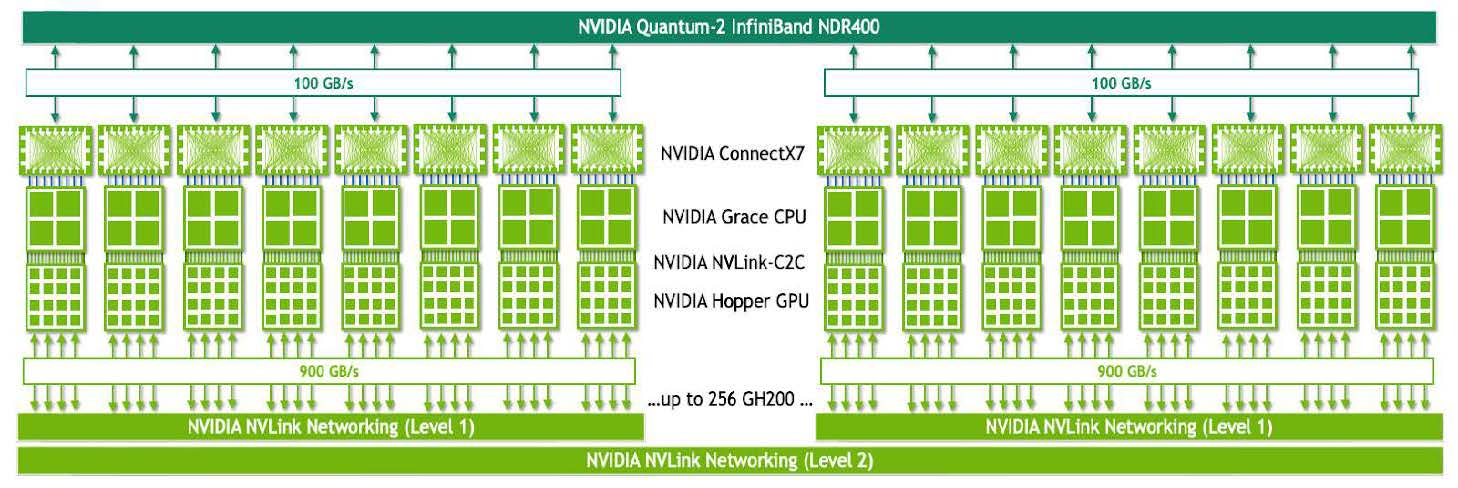 NVIDIA Quantum-2 InfiniBand NDR400
100 GB/s
100 GB/s
NVIDIA ConnectX7
NVIDIA Grace CPU
NVIDIA NVLink-C2C
NVIDIA Hopper GPU
900 GB/s
900 GB/s
...up to 256 GH200 ...
NVIDIA NVLink Networking (Level 1)
NVIDIA NVLink Networking (Level 1)
NVIDIA NVLink Networking (Level 2)